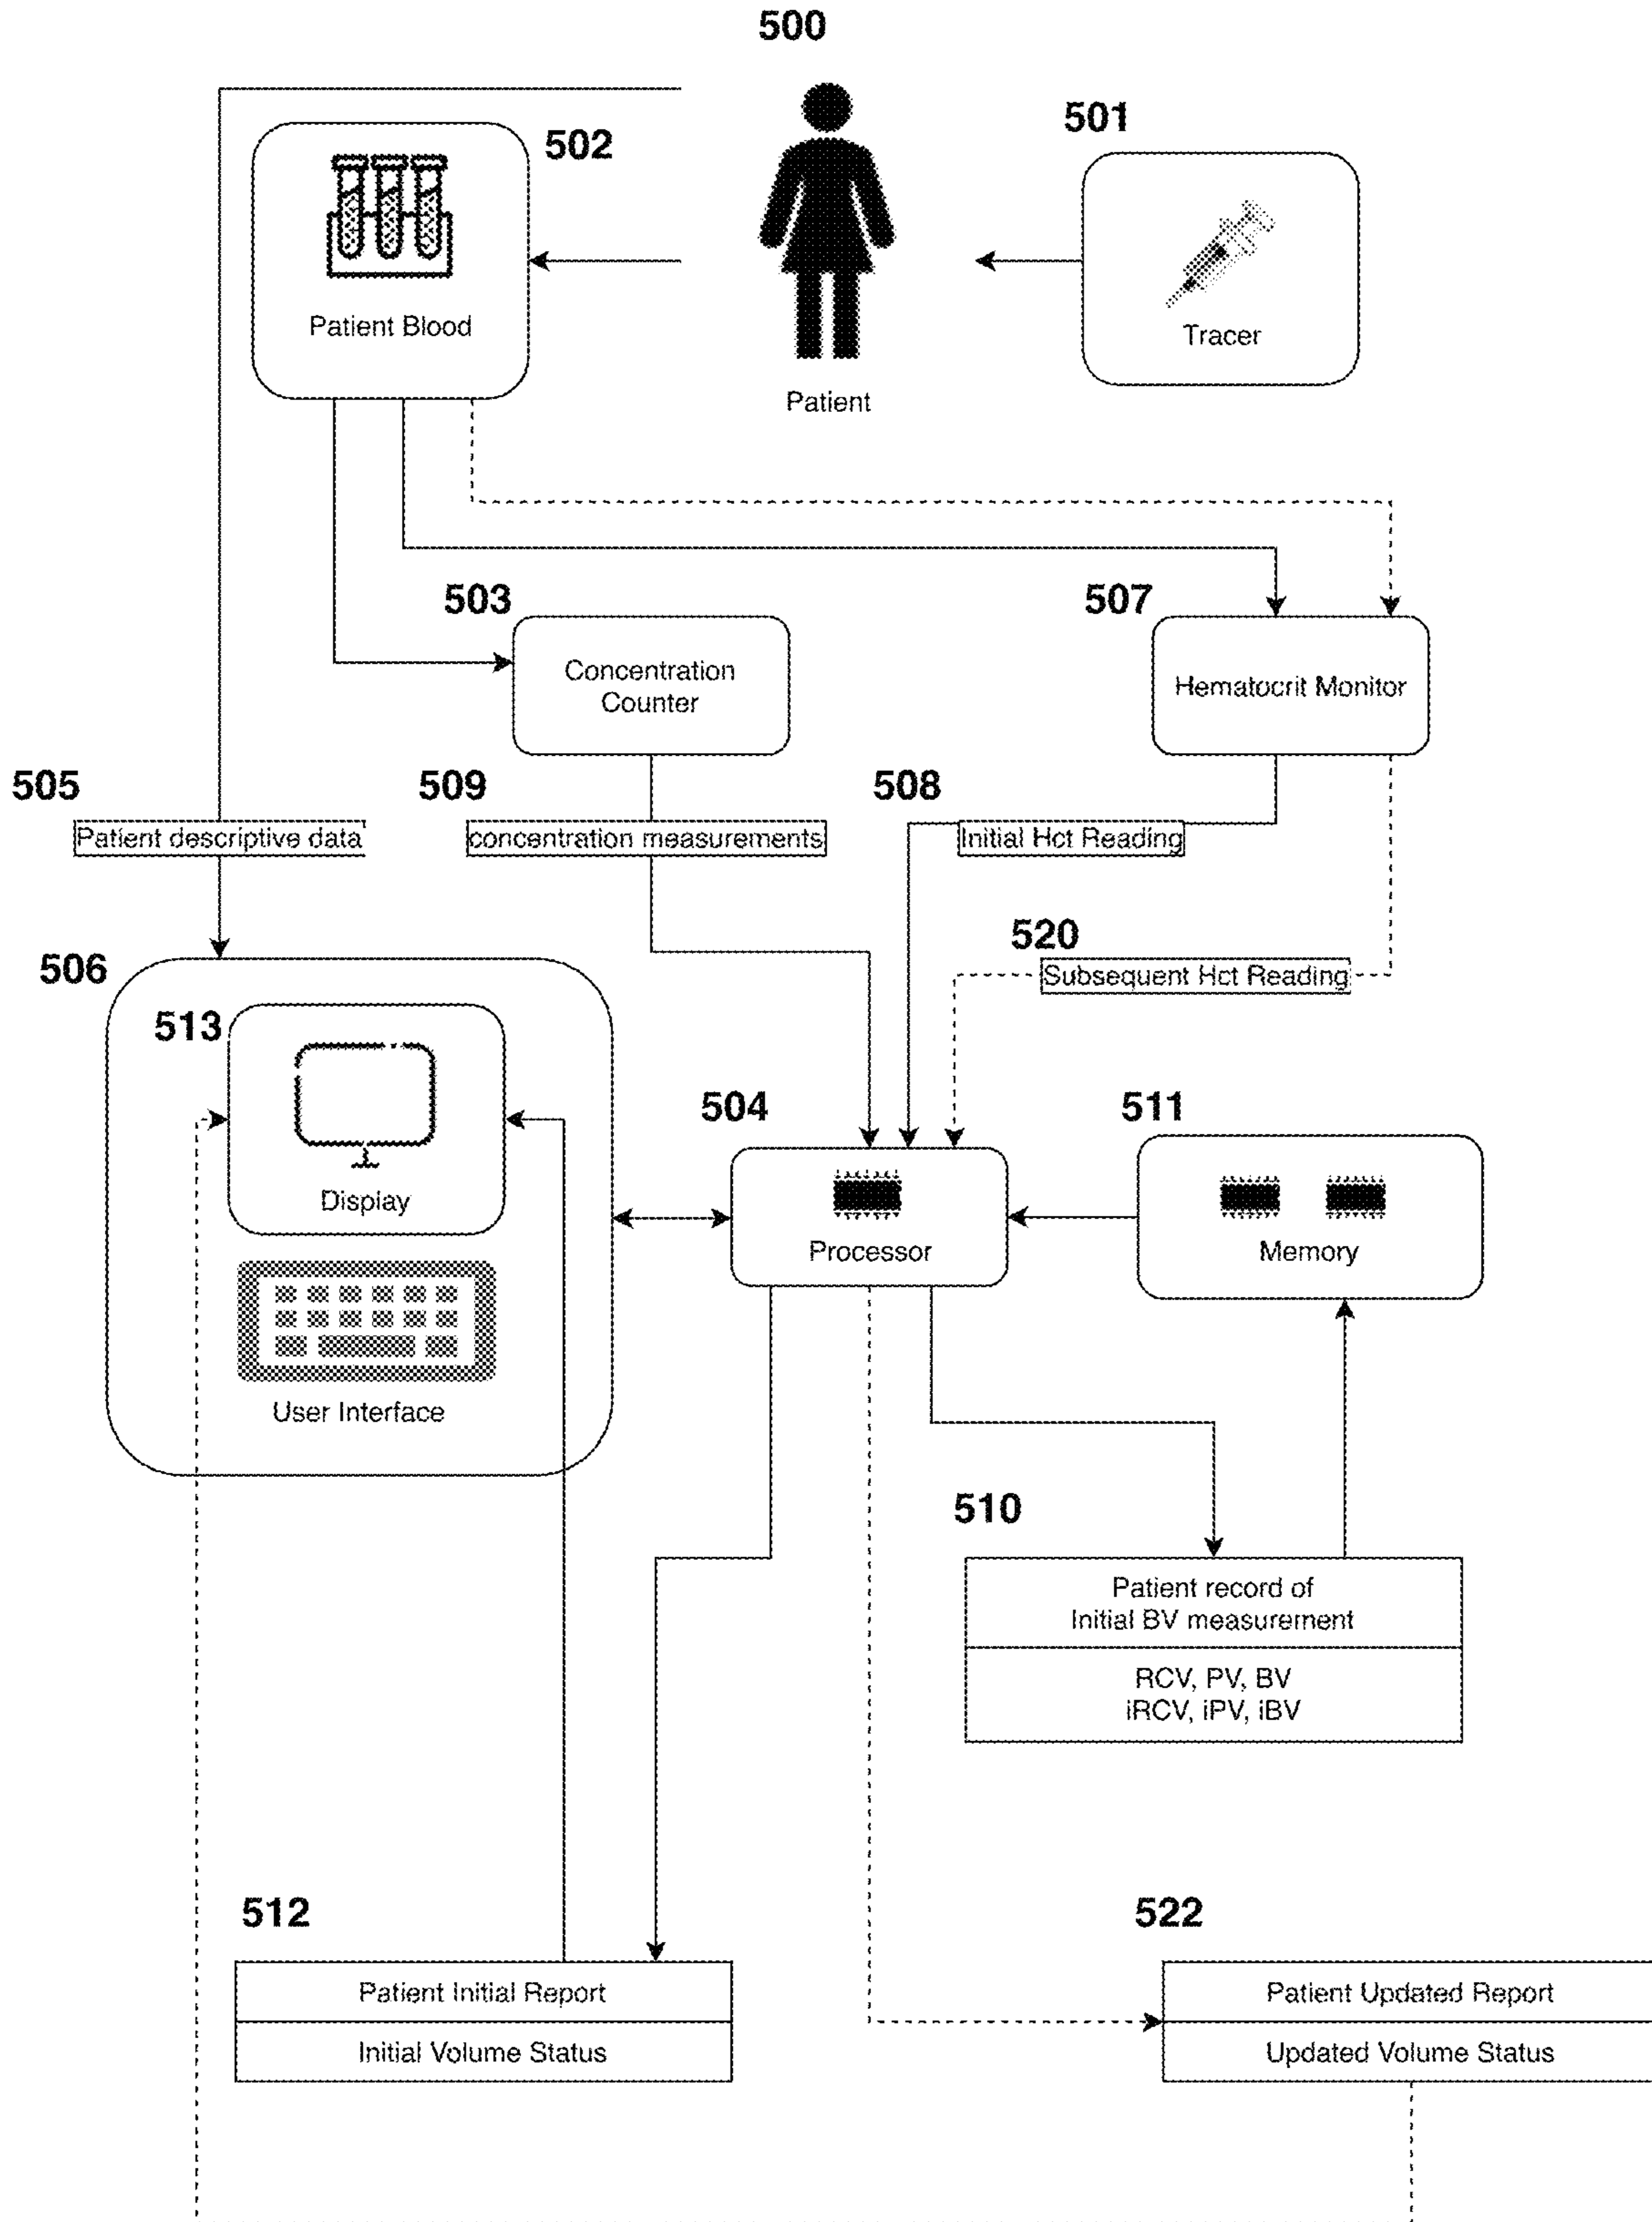 500
501
502
Patient Blood
Tracer
Patient
503
507
Concentration
Counter
Hematocrit Monitor
505
509
508
Patient descriptive data
concentration measurements
Initial Hct Reading
520
Subsequent Hct Reading
506
513
504
511
Display
Processor
Memory
User Interface
510
Patient record of
Initial BV measurement
RCV, PV, BV
iRCV, iPV, iBV
512
522
Patient Initial Report
Initial Volume Status
Patient Updated Report
Updated Volume Status